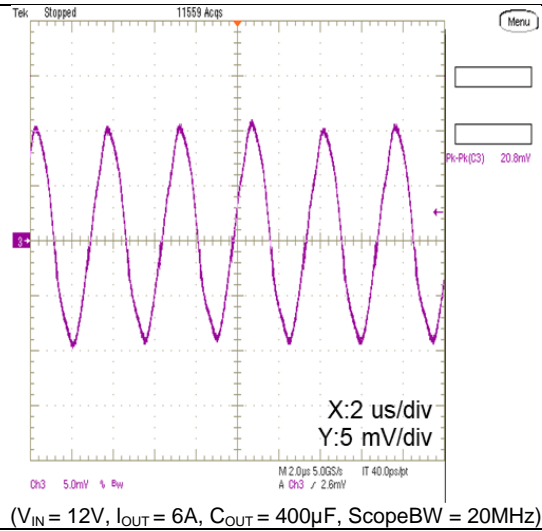 Tek Stopped 11559 Acqs
Menu
Pk-Pk(C3) 20.8mV
3
X:2 us/div
Y:5 mV/div
M 2.0µs 5.0GS/s IT 40.0ps/pt
Ch3 5.0mV % Bw A Ch3 / 2.6mV
(VIN = 12V, IOUT = 6A, COUT = 400µF, ScopeBW = 20MHz)